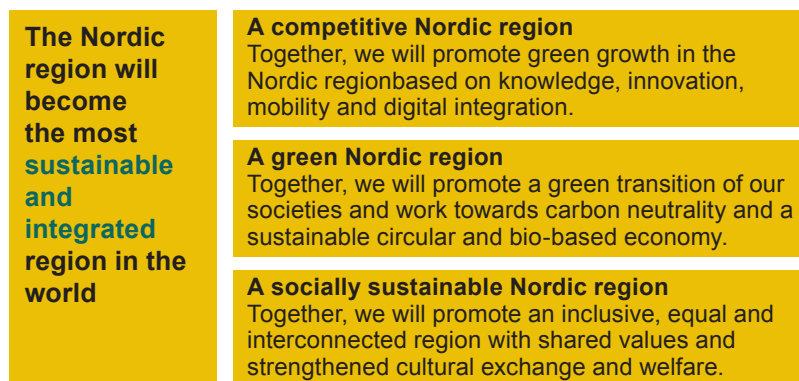 The Nordic
region will
become
the most
sustainable
and
integrated
region in the
world
A competitive Nordic region
Together, we will promote green growth in the
Nordic regionbased on knowledge, innovation,
mobility and digital integration.
A green Nordic region
Together, we will promote a green transition of our
societies and work towards carbon neutrality and a
sustainable circular and bio-based economy.
A socially sustainable Nordic region
Together, we will promote an inclusive, equal and
interconnected region with shared values and
strengthened cultural exchange and welfare.